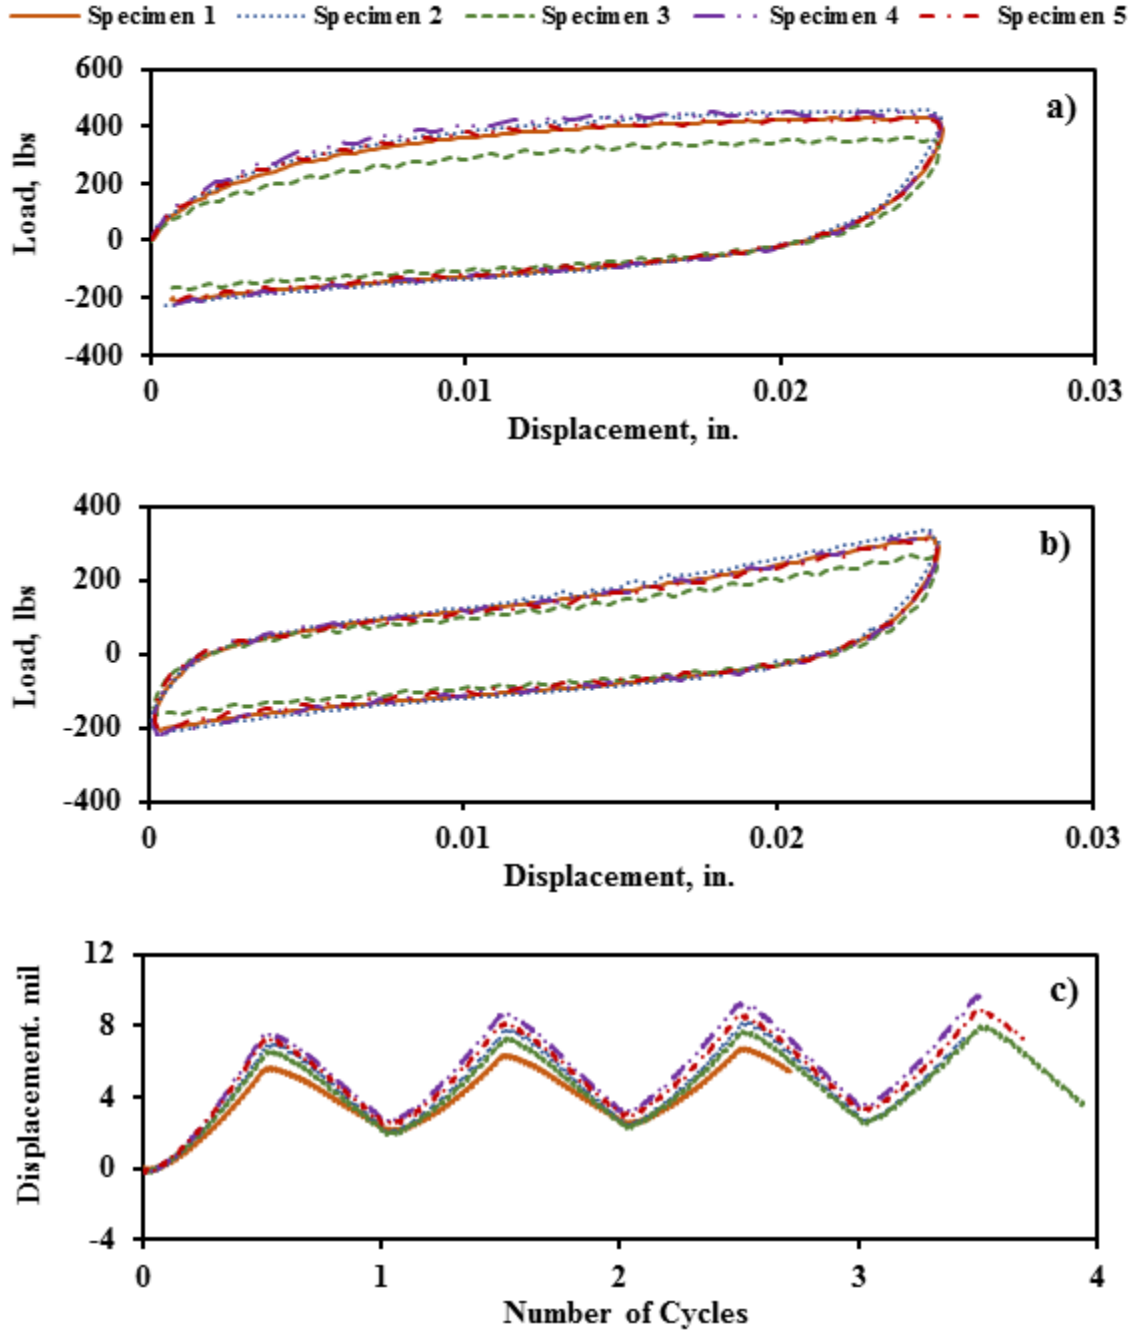 Specimen 1 Specimen 2 Specimen 3 Specimen 4 Specimen 5
600
400
200
0
-200
-400
Load, lbs
a)
0 0.01 0.02 0.03
Displacement, in.
400
200
0
-200
-400
Load, lbs
b)
0 0.01 0.02 0.03
Displacement, in.
12
8
4
0
-4
Displacement. mil
c)
0 1 2 3 4
Number of Cycles